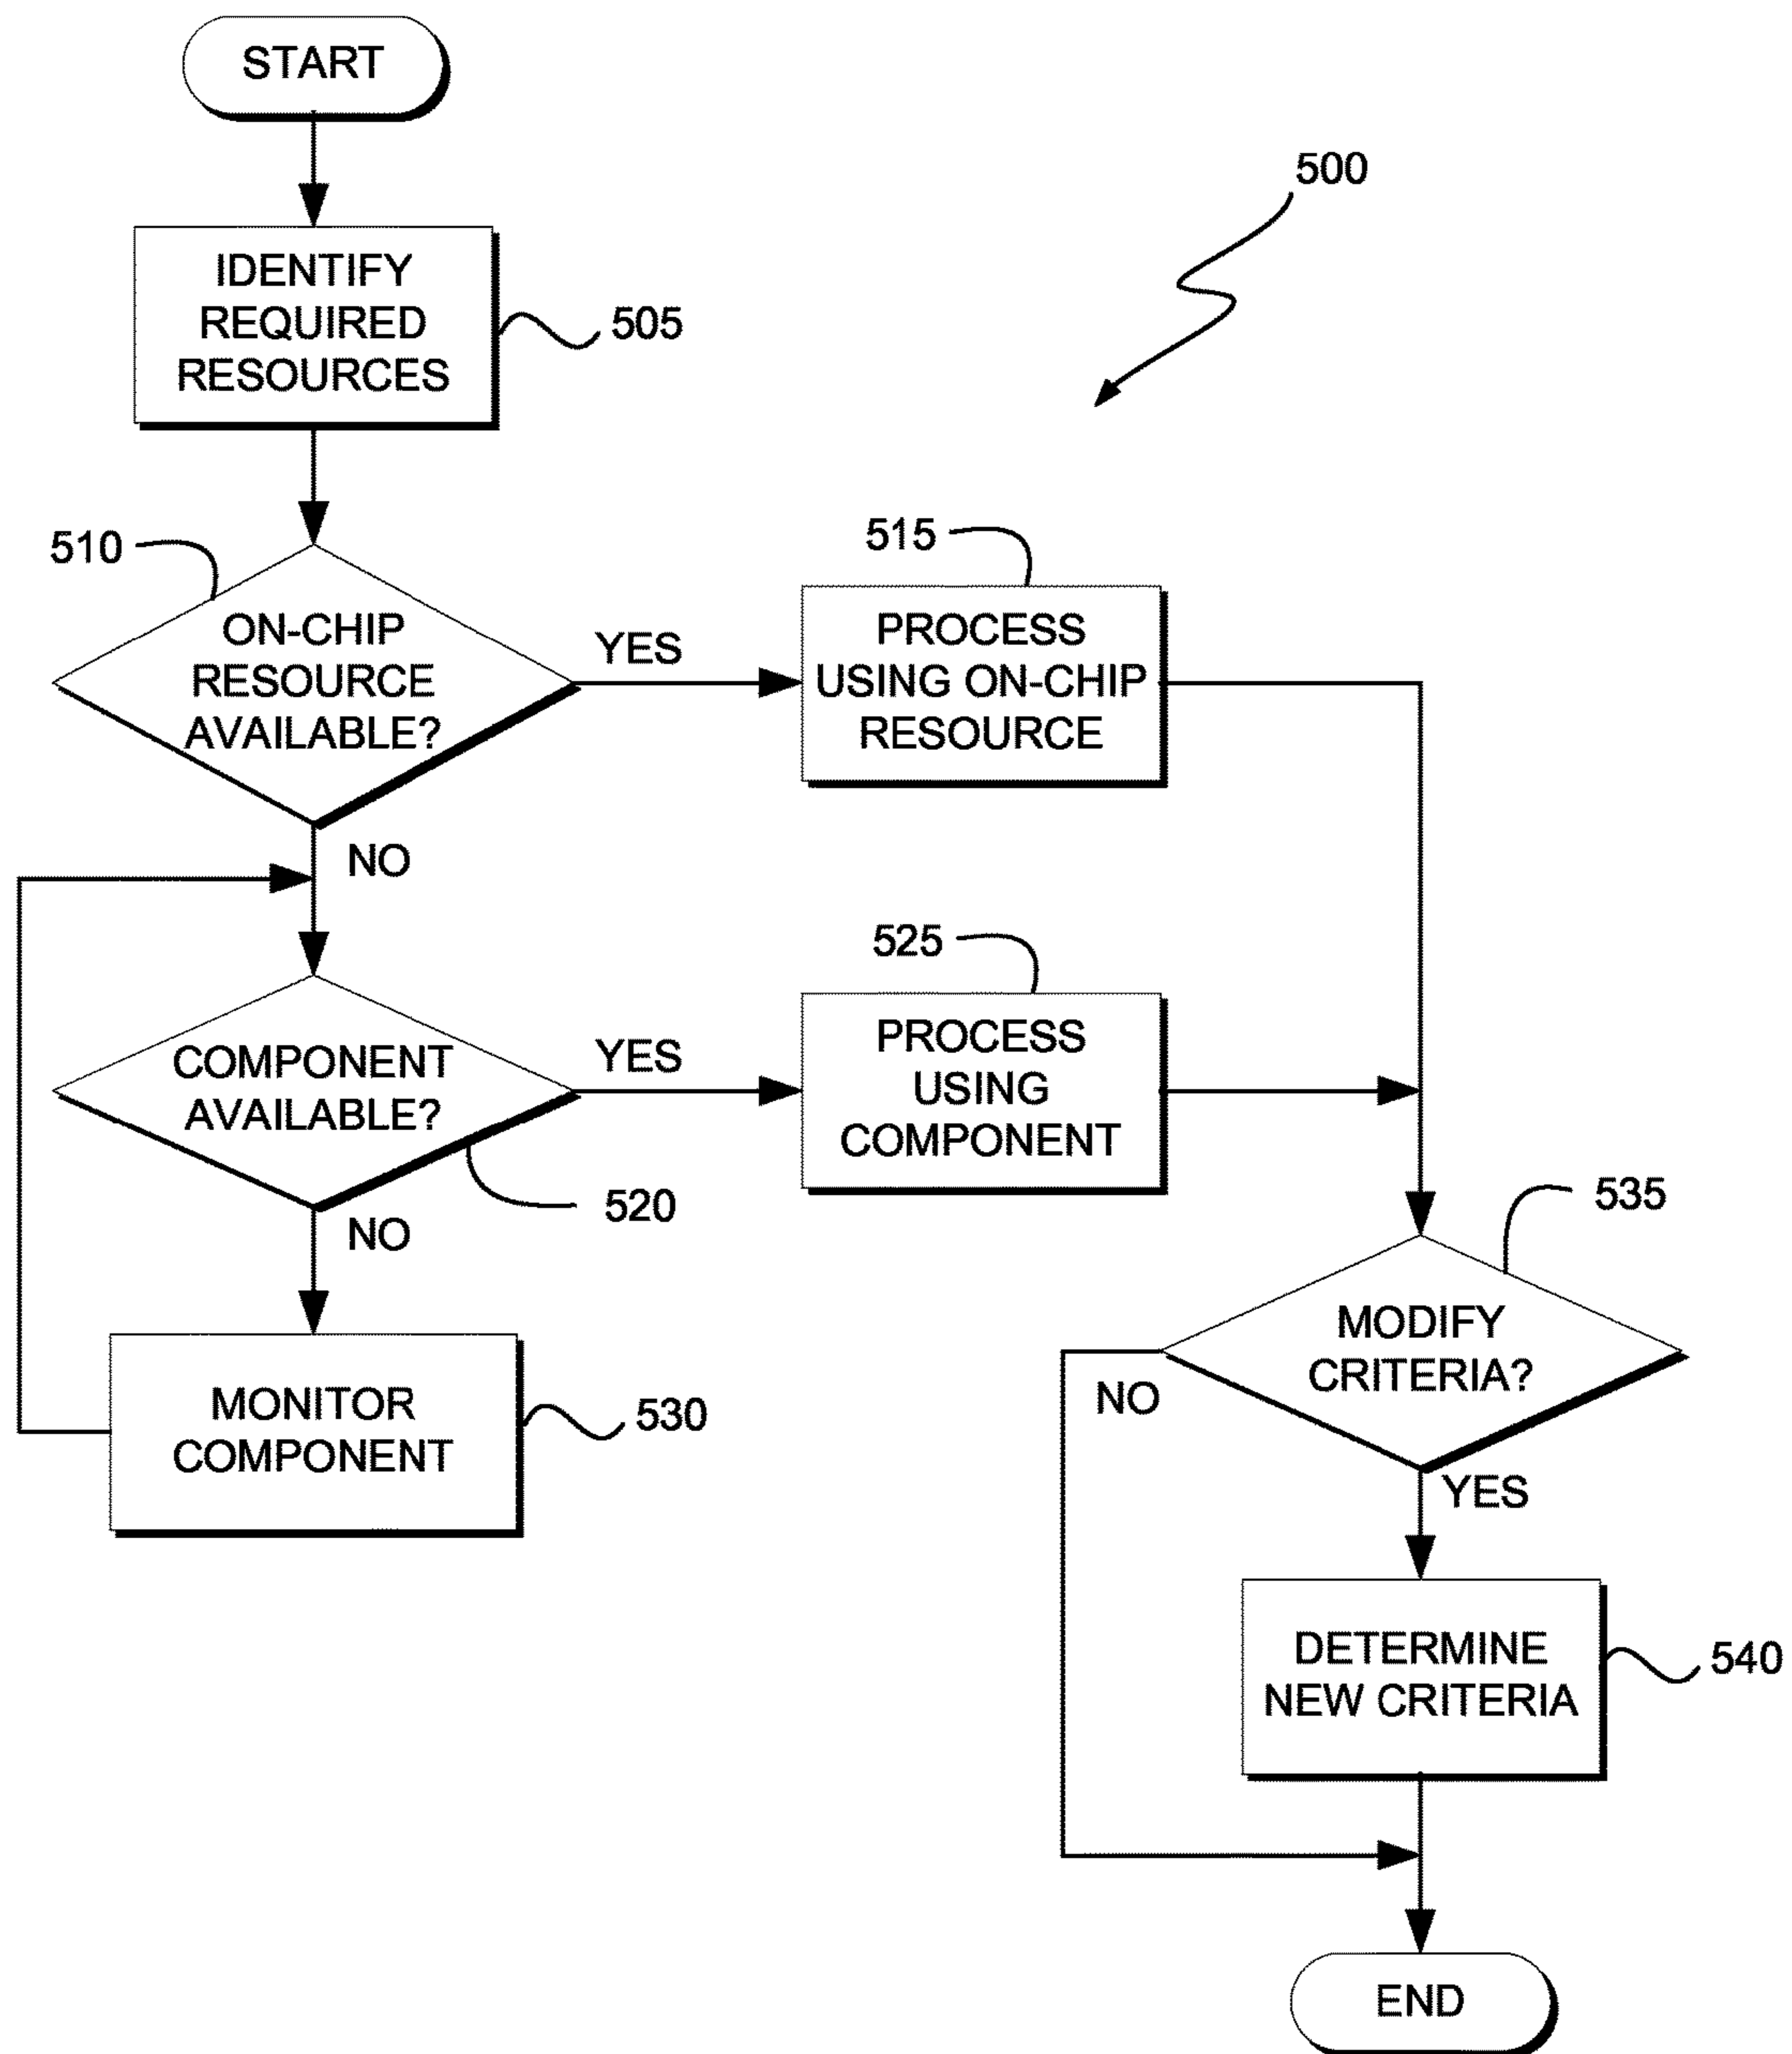 START
500
IDENTIFY
REQUIRED
RESOURCES
505
510
ON-CHIP
RESOURCE
AVAILABLE?
YES
515
PROCESS
USING ON-CHIP
RESOURCE
NO
COMPONENT
AVAILABLE?
520
YES
525
PROCESS
USING
COMPONENT
NO
MONITOR
COMPONENT
530
535
MODIFY
CRITERIA?
NO
YES
DETERMINE
NEW CRITERIA
540
END